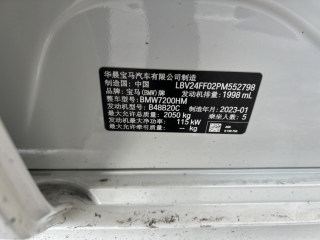 华晨宝马汽车有限公司制造
制造国：中国 LBV24FF02PM552798
品牌：宝马(BMW)牌 发动机排量：1998 mL
整车型号：BMW7200HM
发动机型号：B48B20C 制造年月：2023-01
最大允许总质量：2050 kg 乘坐人数：5
发动机最大净功率：115 kW
最大允许牵引质量：-- kg